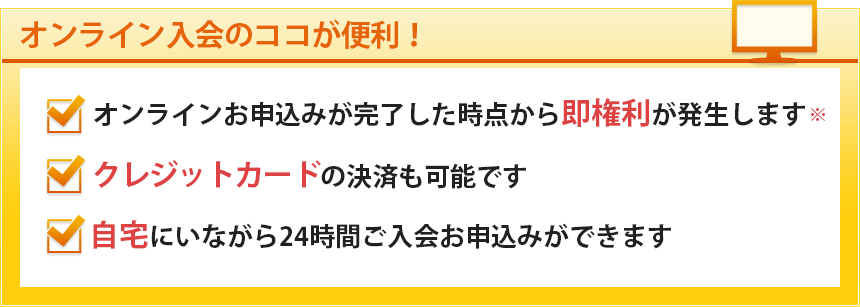 オンライン入会のココが便利！
オンラインお申込みが完了した時点から即権利が発生します※
クレジットカードの決済も可能です
自宅にいながら24時間ご入会お申込みができます